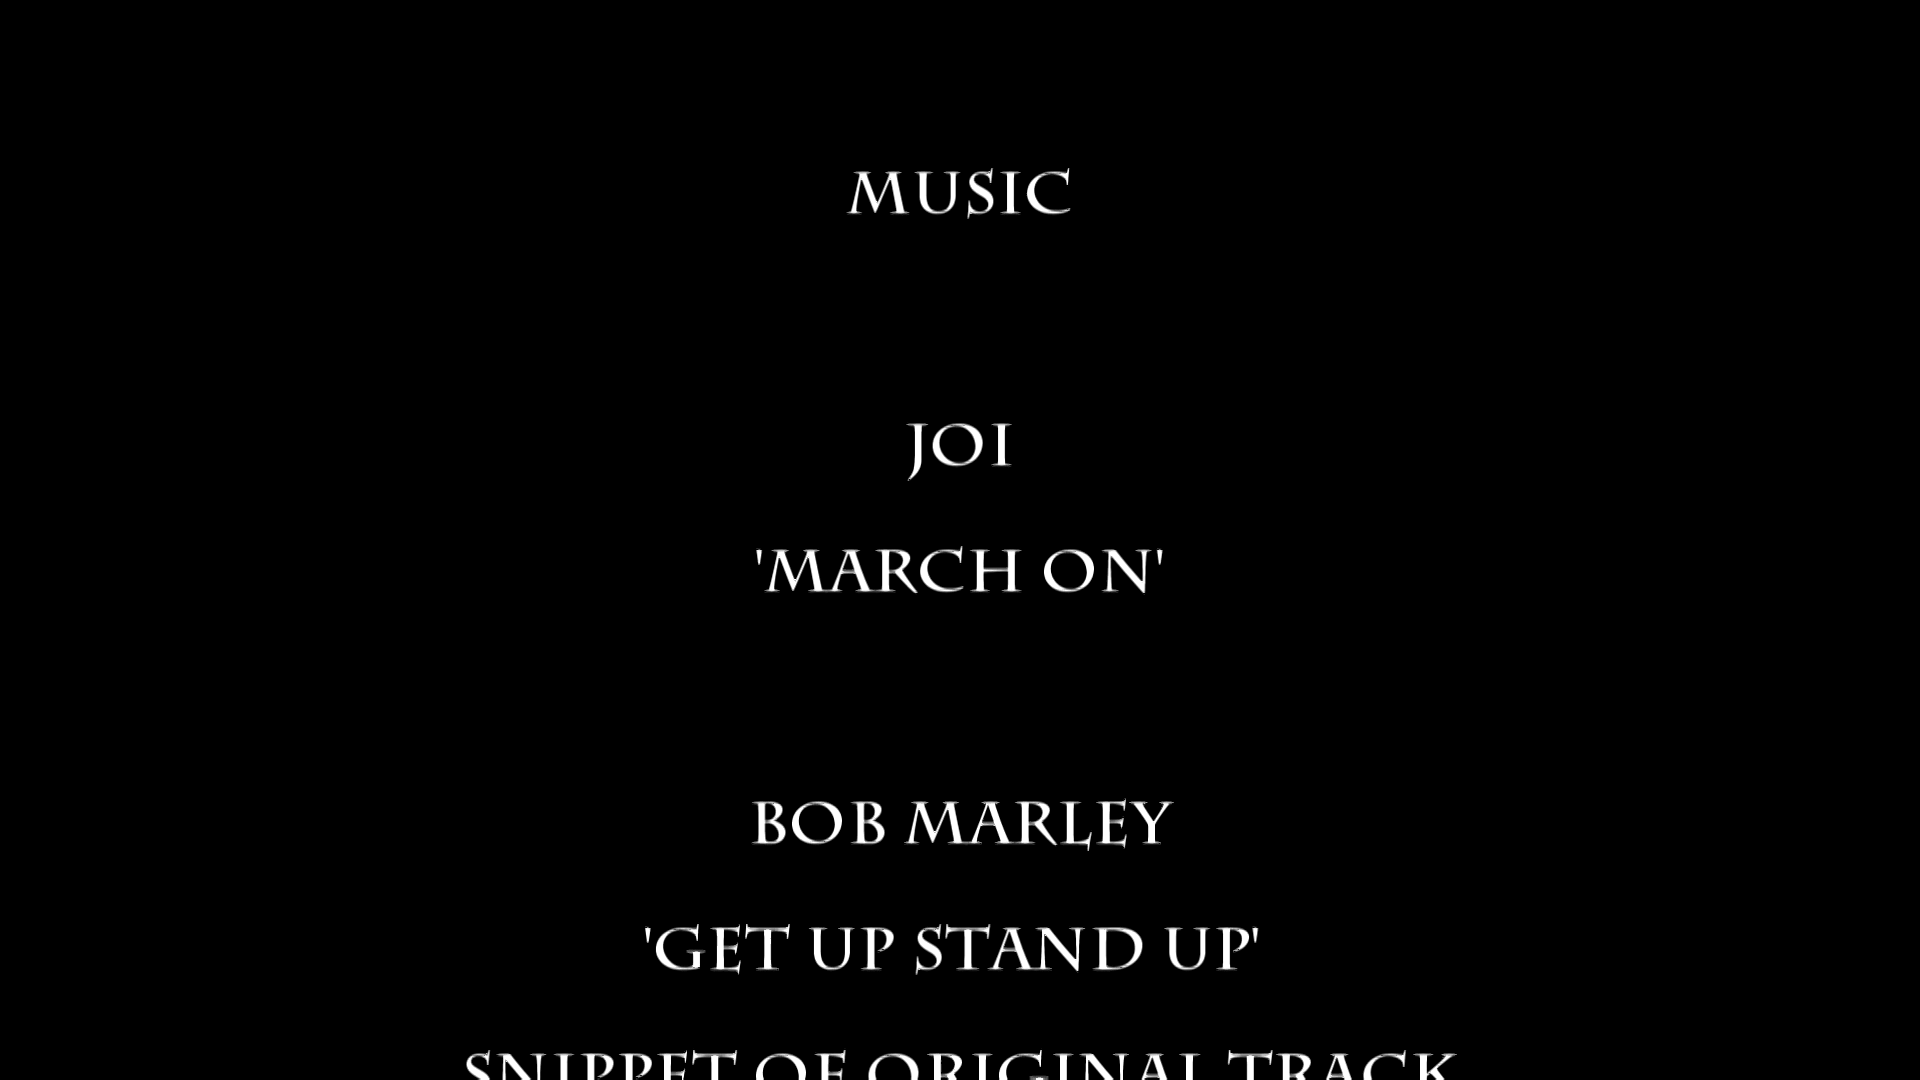 MUSIC
JOI
'MARCH ON'
BOB MARLEY
'GET UP STAND UP'
SNIPPET OF ORIGINAL TRACK